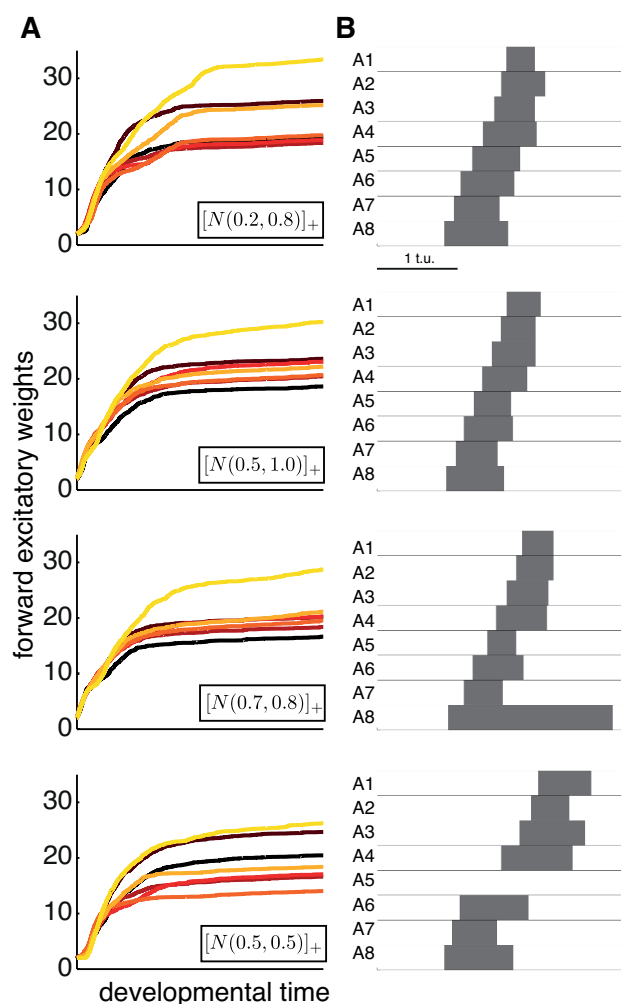 A
B
30
20
10
0
[N(0.2, 0.8)]+
A1
A2
A3
A4
A5
A6
A7
A8
1 t.u.
30
20
10
0
[N(0.5, 1.0)]+
A1
A2
A3
A4
A5
A6
A7
A8
forward excitatory weights
30
20
10
0
[N(0.7, 0.8)]+
A1
A2
A3
A4
A5
A6
A7
A8
30
20
10
0
[N(0.5, 0.5)]+
A1
A2
A3
A4
A5
A6
A7
A8
developmental time